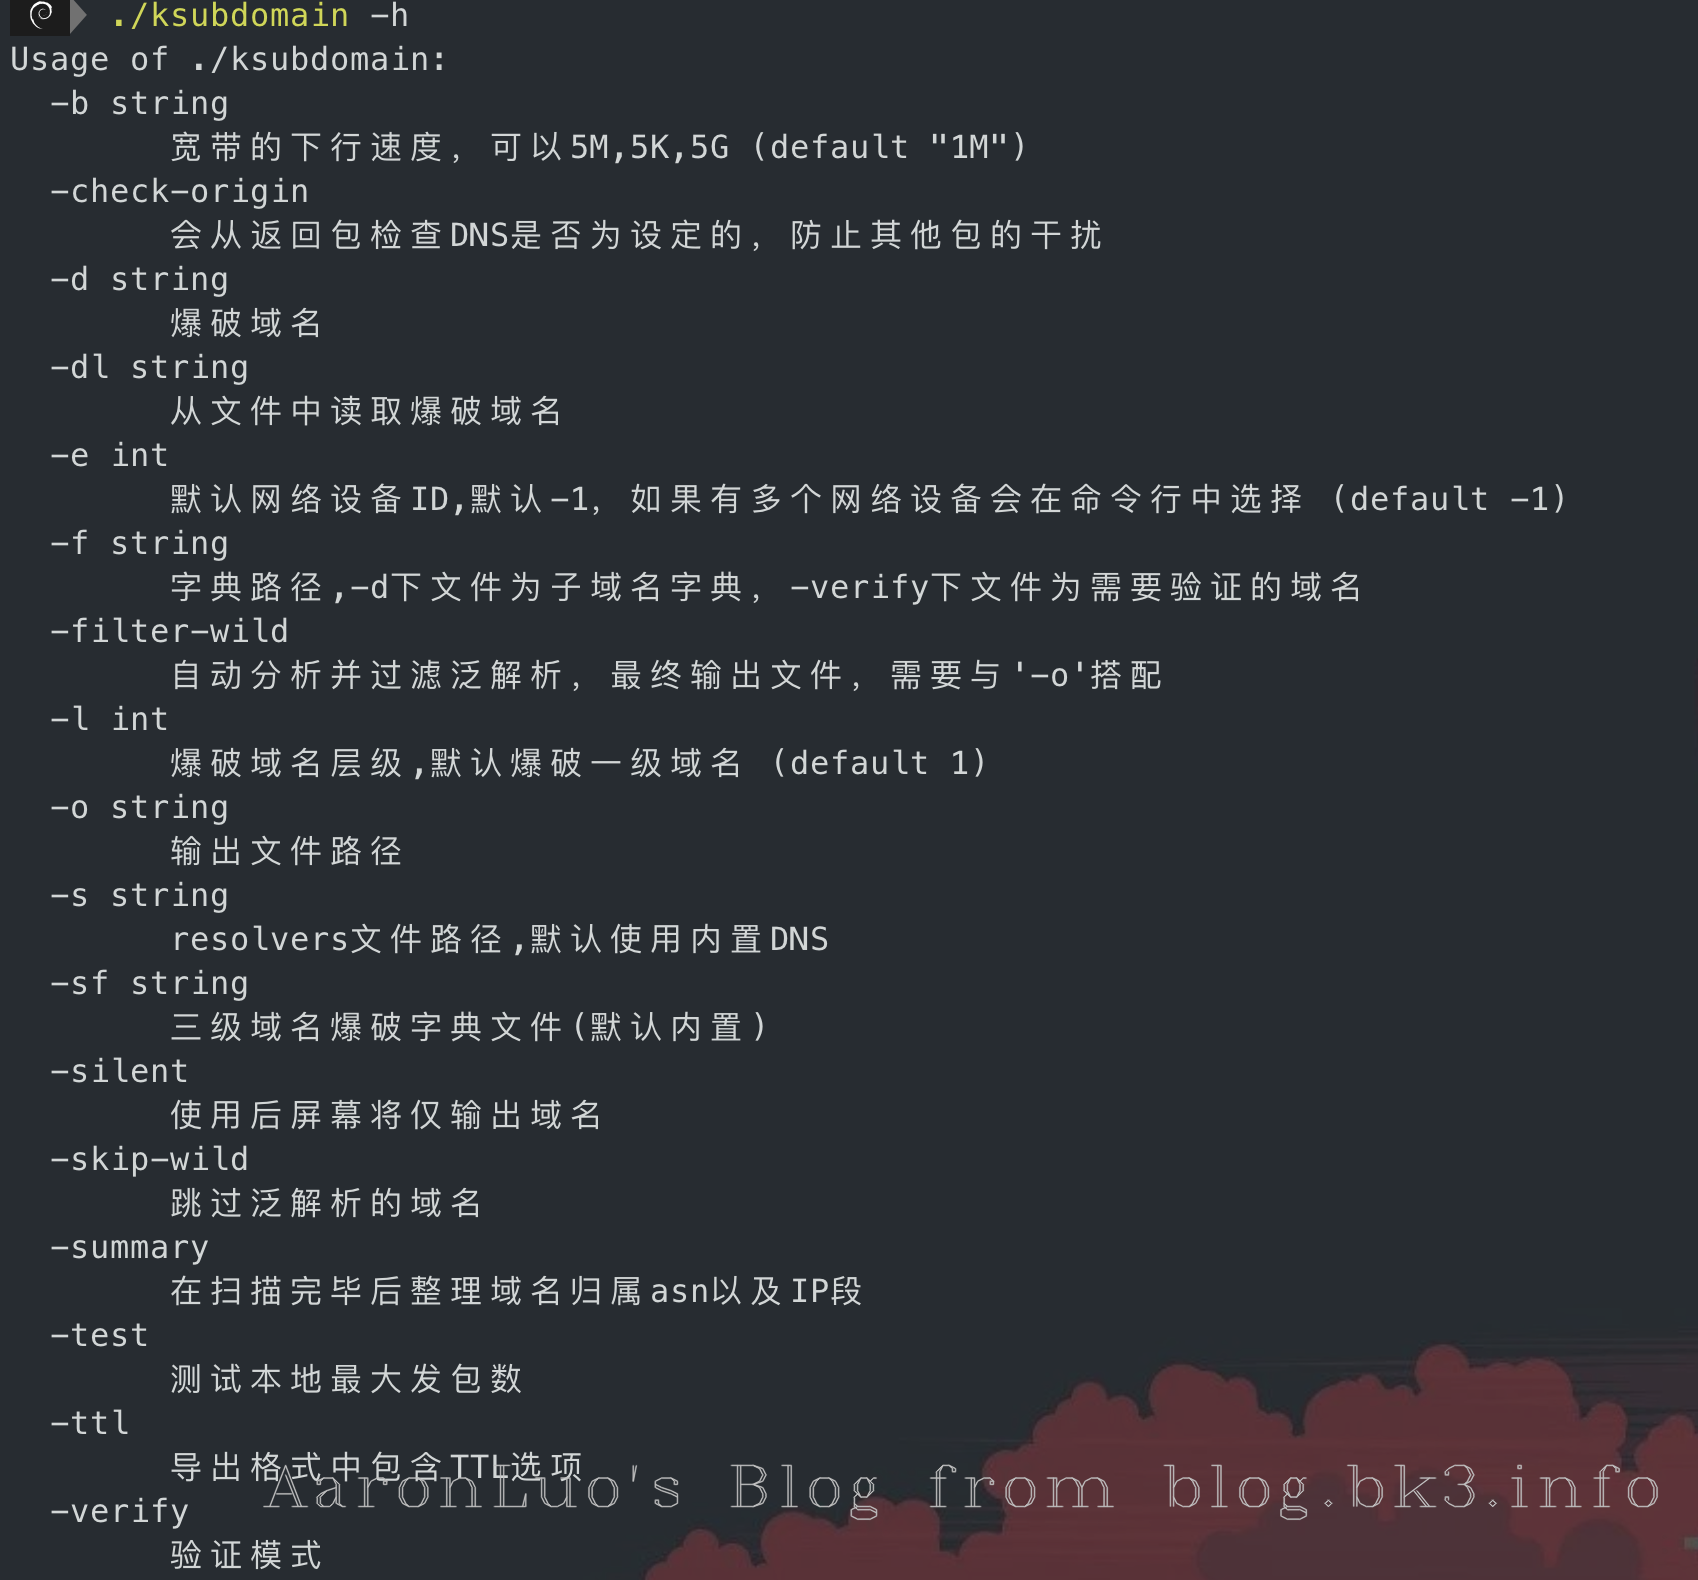 ./ksubdomain -h
Usage of ./ksubdomain:
-b string
宽带的下行速度，可以5M,5K,5G (default "1M")
-check-origin
会从返回包检查DNS是否为设定的，防止其他包的干扰
-d string
爆破域名
-dl string
从文件中读取爆破域名
-e int
默认网络设备ID,默认-1，如果有多个网络设备会在命令行中选择 (default -1)
-f string
字典路径,-d下文件为子域名字典，-verify下文件为需要验证的域名
-filter-wild
自动分析并过滤泛解析，最终输出文件，需要与'-o'搭配
-l int
爆破域名层级,默认爆破一级域名 (default 1)
-o string
输出文件路径
-s string
resolvers文件路径,默认使用内置DNS
-sf string
三级域名爆破字典文件(默认内置)
-silent
使用后屏幕将仅输出域名
-skip-wild
跳过泛解析的域名
-summary
在扫描完毕后整理域名归属asn以及IP段
-test
测试本地最大发包数
-ttl
导出格式中包含TTL选项
AaronLuo's Blog from blog.bk3.info
-verify
验证模式